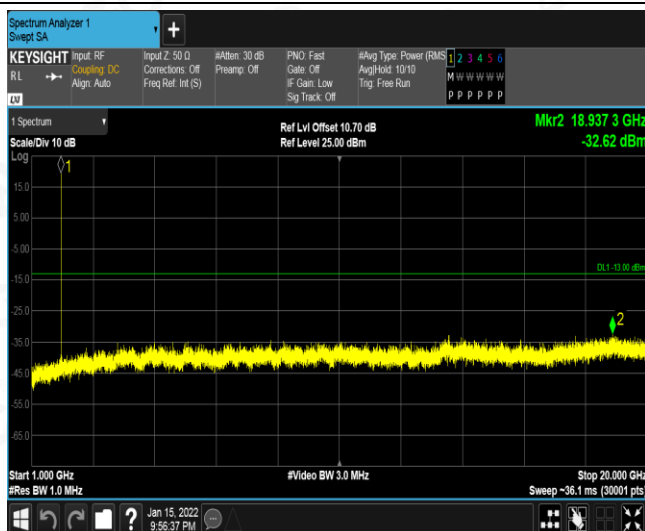 Spectrum Analyzer 1
Swept SA
KEYSIGHT
RL
LXI
Input: RF
Coupling: DC
Align: Auto
Input Z: 50 Ω
Corrections: Off
Freq Ref: Int (S)
#Atten: 30 dB
Preamp: Off
PNO: Fast
Gate: Off
IF Gain: Low
Sig Track: Off
#Avg Type: Power (RMS
Avg|Hold: 10/10
Trig: Free Run
1 2 3 4 5 6
M W W W W W
P P P P P P
1 Spectrum
Scale/Div 10 dB
Log
Ref Lvl Offset 10.70 dB
Ref Level 25.00 dBm
Mkr2 18.937 3 GHz
-32.62 dBm
1
15.0
5.00
-5.00
DL1 -13.00 dBm
-15.0
-25.0
2
-35.0
-45.0
-55.0
-65.0
Start 1.000 GHz
#Video BW 3.0 MHz
Stop 20.000 GHz
#Res BW 1.0 MHz
Sweep ~36.1 ms (30001 pts)
?
Jan 15, 2022
9:56:37 PM